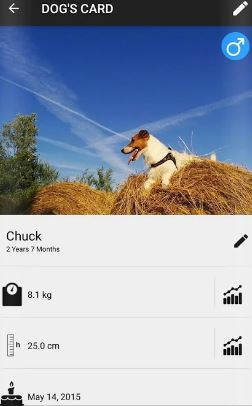 DOG'S CARD
Chuck
2 Years 7 Months
8.1 kg
h
25.0 cm
May 14, 2015